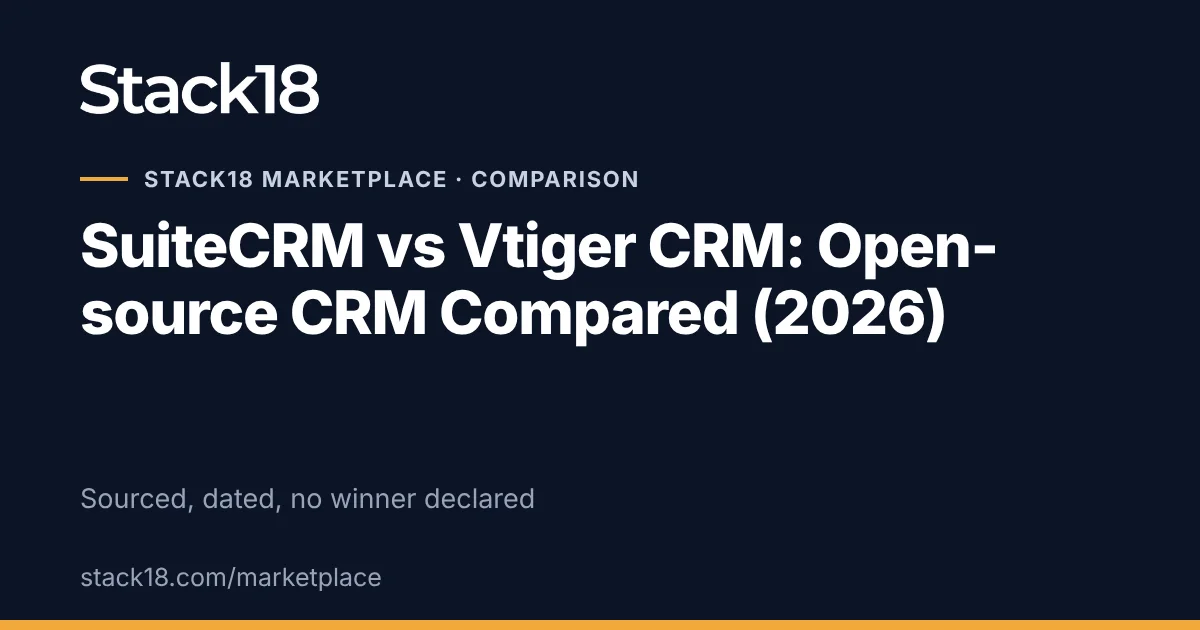 Stack18
STACK18 MARKETPLACE · COMPARISON
SuiteCRM vs Vtiger CRM: Open-
source CRM Compared (2026)
Sourced, dated, no winner declared
stack18.com/marketplace